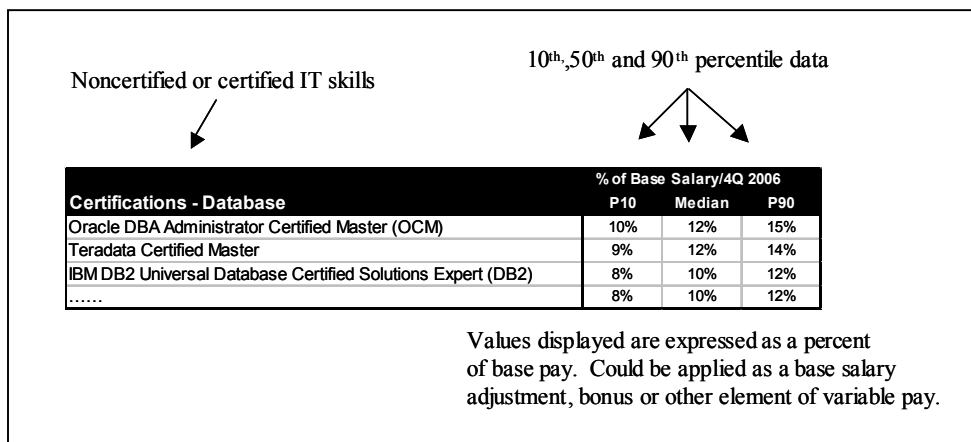 10th,50th and 90th percentile data
Noncertified or certified IT skills
% of Base Salary/4Q 2006
Certifications - Database P10 Median P90
Oracle DBA Administrator Certified Master (OCM) 10% 12% 15%
Teradata Certified Master 9% 12% 14%
IBM DB2 Universal Database Certified Solutions Expert (DB2) 8% 10% 12%
...... 8% 10% 12%
Values displayed are expressed as a percent
of base pay. Could be applied as a base salary
adjustment, bonus or other element of variable pay.